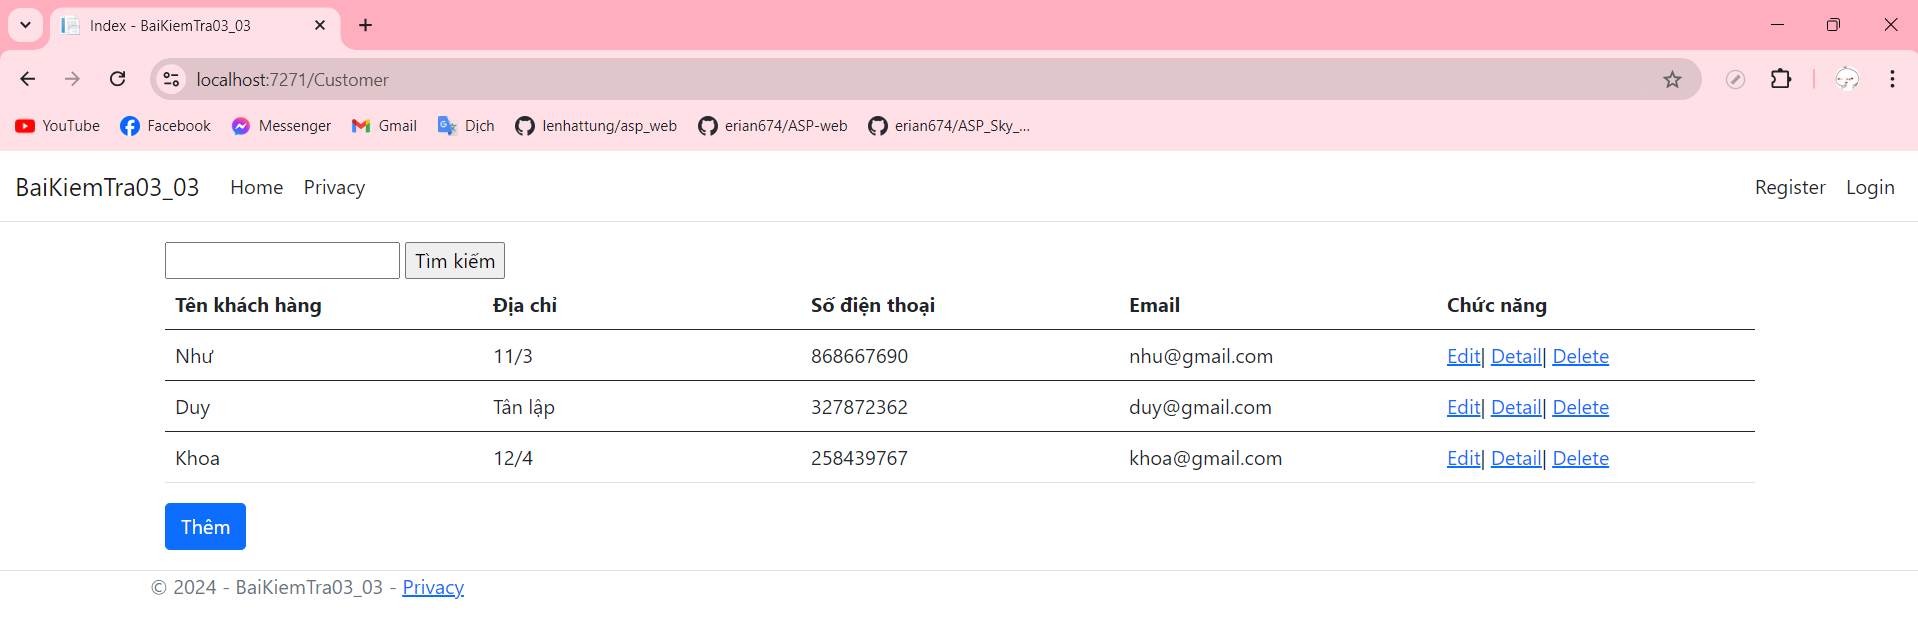 Index - BaiKiemTra03_03
localhost:7271/Customer
YouTube Facebook Messenger Gmail Dịch lenhattung/asp_web erian674/ASP-web erian674/ASP_Sky_...
BaiKiemTra03_03 Home Privacy Register Login
Tìm kiếm
Tên khách hàng Địa chỉ Số điện thoại Email Chức năng
Như 11/3 868667690 nhu@gmail.com Edit| Detail| Delete
Duy Tân lập 327872362 duy@gmail.com Edit| Detail| Delete
Khoa 12/4 258439767 khoa@gmail.com Edit| Detail| Delete
Thêm
© 2024 - BaiKiemTra03_03 - Privacy